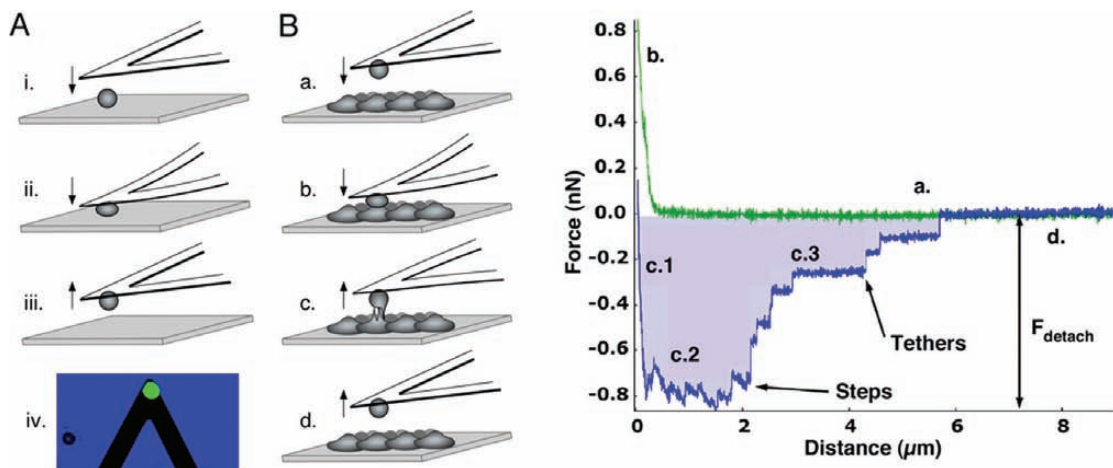 A
i.
ii.
iii.
iv.
B
a.
b.
c.
d.
Force (nN)
0.8
0.6
0.4
0.2
0.0
-0.2
-0.4
-0.6
-0.8
b.
a.
d.
c.1
c.3
c.2
Tethers
Steps
Fdetach
0
2
4
6
8
Distance (µm)